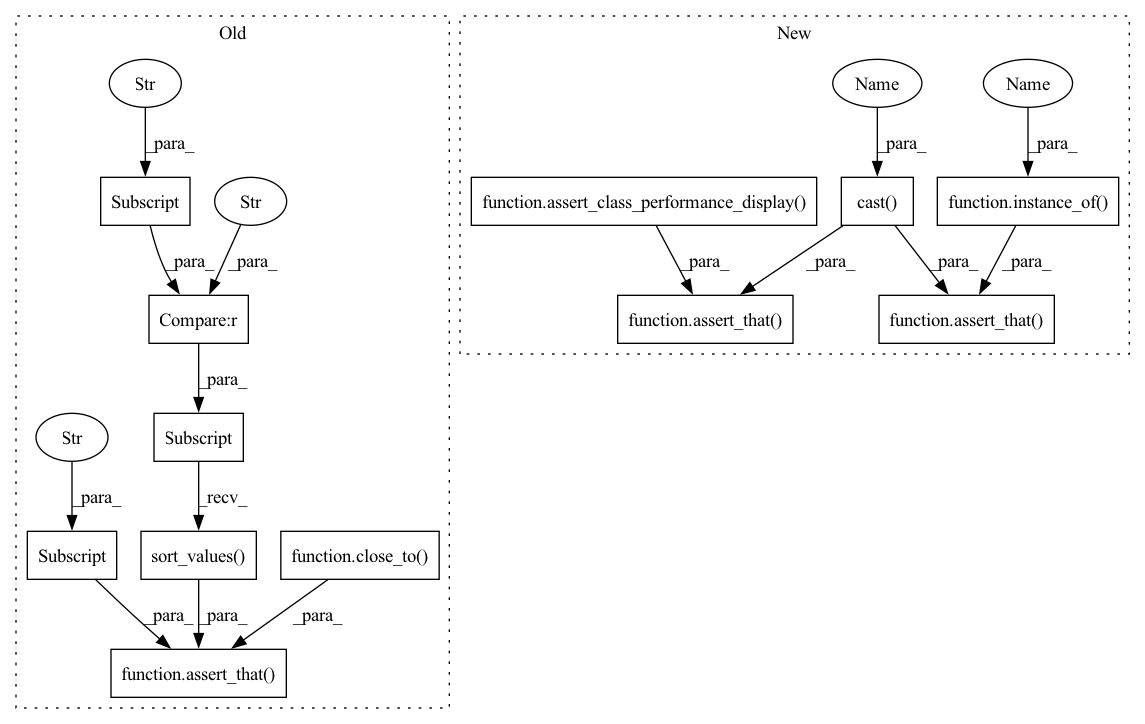 Old
New
Str
Name
Name
_para_
_para_
_para_
Subscript
Str
function.assert_class_performance_display()
cast()
function.instance_of()
_para_
_para_
_para_
_para_
_para_
_para_
Compare:r
function.assert_that()
function.assert_that()
_para_
Str
Subscript
_para_
_recv_
Subscript
sort_values()
function.close_to()
_para_
_para_
_para_
function.assert_that()